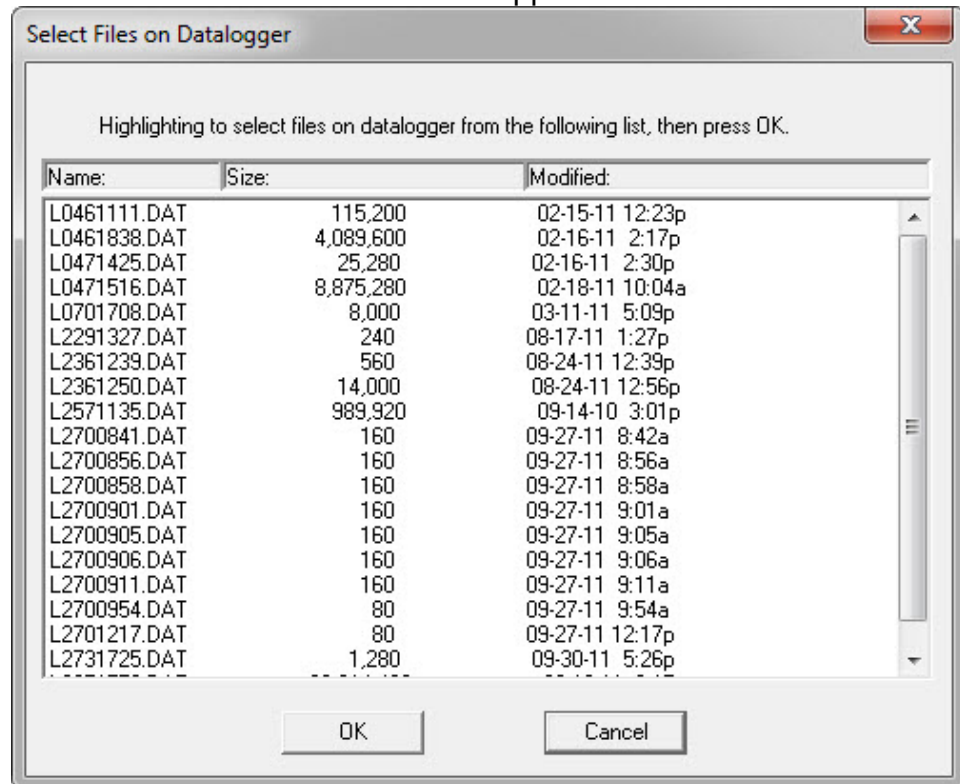 Select Files on Datalogger
Highlighting to select files on datalogger from the following list, then press OK.
Name: Size: Modified:
L0461111.DAT 115,200 02-15-11 12:23p
L0461838.DAT 4,089,600 02-16-11 2:17p
L0471425.DAT 25,280 02-16-11 2:30p
L0471516.DAT 8,875,280 02-18-11 10:04a
L0701708.DAT 8,000 03-11-11 5:09p
L2291327.DAT 240 08-17-11 1:27p
L2361239.DAT 560 08-24-11 12:39p
L2361250.DAT 14,000 08-24-11 12:56p
L2571135.DAT 989,920 09-14-10 3:01p
L2700841.DAT 160 09-27-11 8:42a
L2700856.DAT 160 09-27-11 8:56a
L2700858.DAT 160 09-27-11 8:58a
L2700901.DAT 160 09-27-11 9:01a
L2700905.DAT 160 09-27-11 9:05a
L2700906.DAT 160 09-27-11 9:06a
L2700911.DAT 160 09-27-11 9:11a
L2700954.DAT 80 09-27-11 9:54a
L2701217.DAT 80 09-27-11 12:17p
L2731725.DAT 1,280 09-30-11 5:26p
OK Cancel